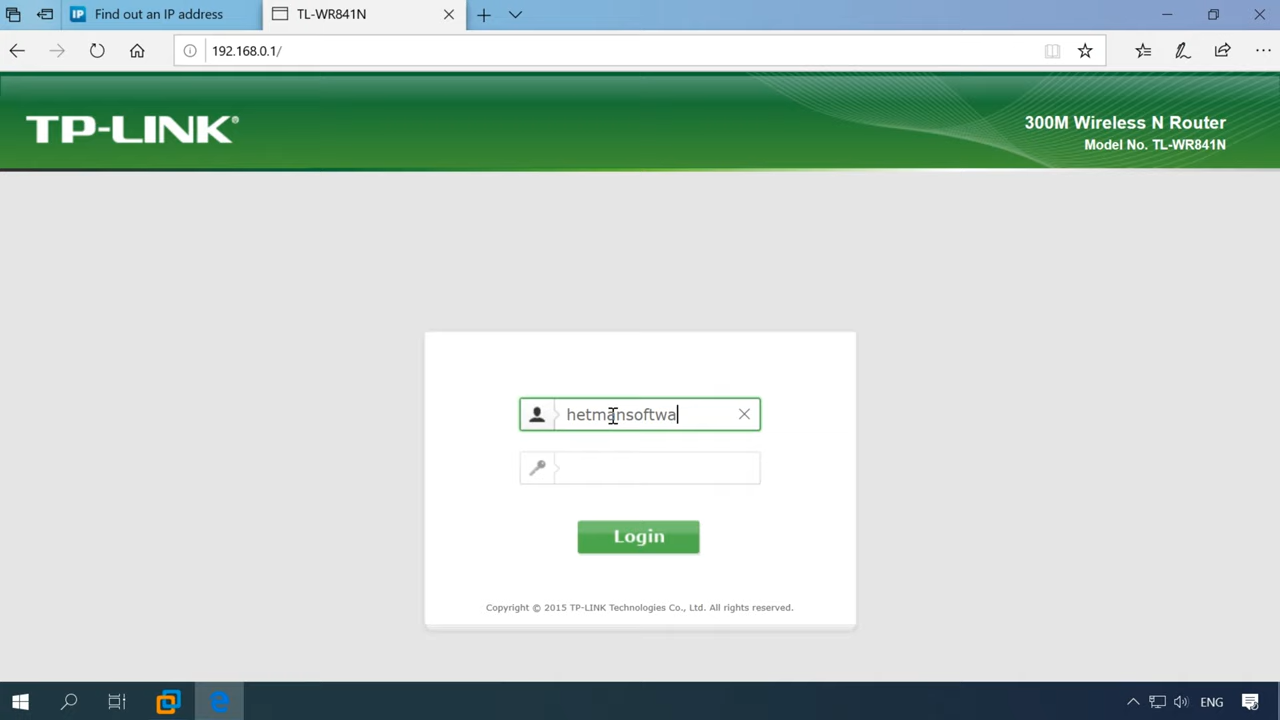 IP Find out an IP address
TL-WR841N
192.168.0.1/
TP-LINK®
300M Wireless N Router
Model No. TL-WR841N
hetmansoftwa
Login
Copyright © 2015 TP-LINK Technologies Co., Ltd. All rights reserved.
ENG